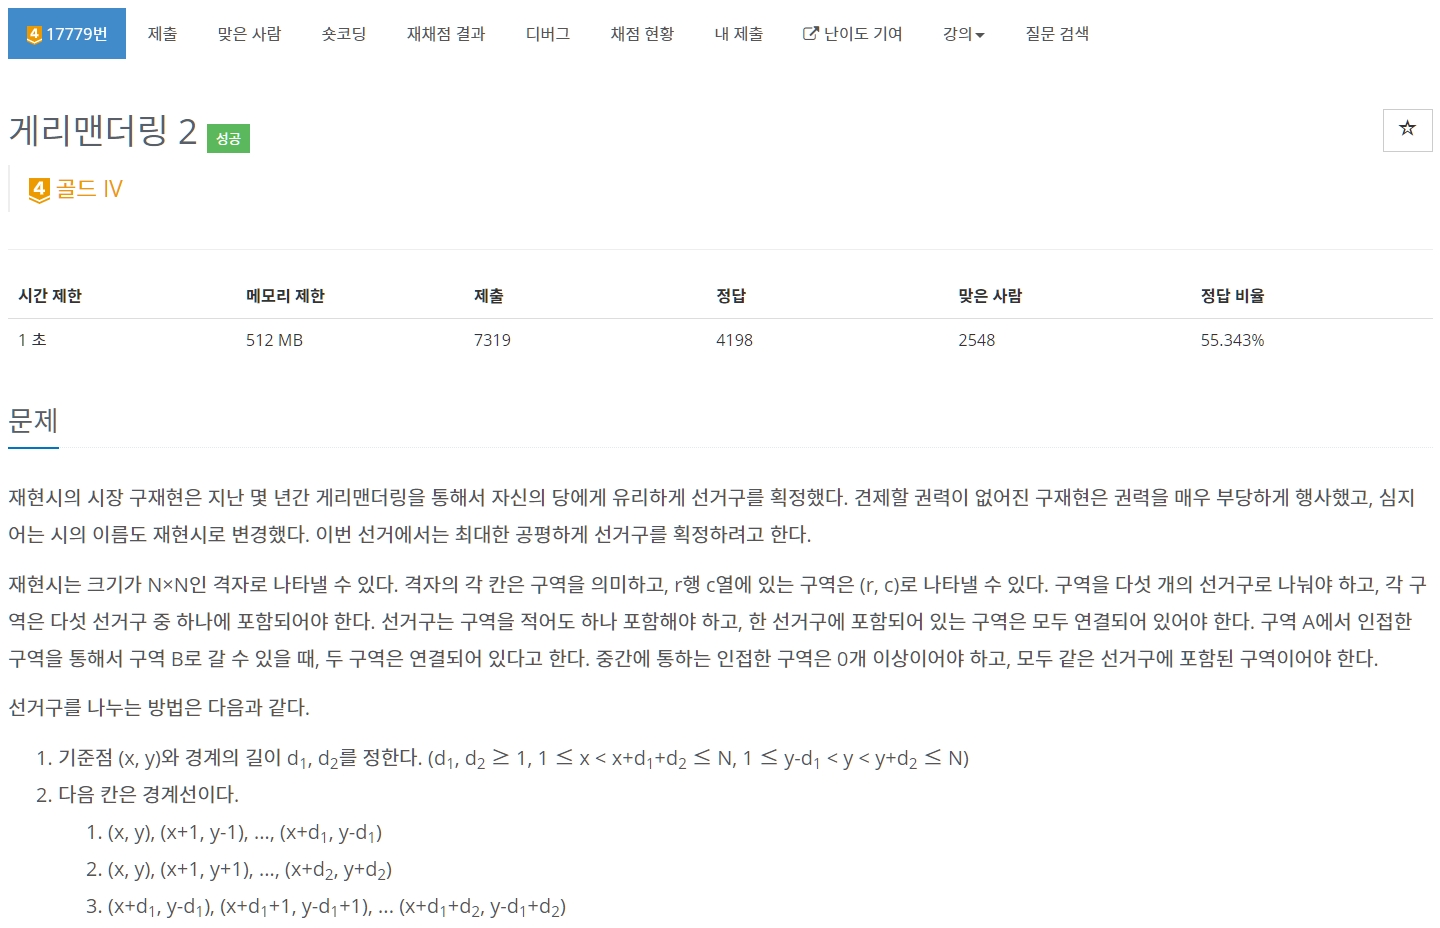 4 17779번 제출 맞은 사람 숏코딩 재채점 결과 디버그 채점 현황 내 제출 난이도 기여 강의 질문 검색
게리맨더링 2 성공 ☆
4 골드 IV
시간 제한 메모리 제한 제출 정답 맞은 사람 정답 비율
1 초 512 MB 7319 4198 2548 55.343%
문제
재현시의 시장 구재현은 지난 몇 년간 게리맨더링을 통해서 자신의 당에게 유리하게 선거구를 획정했다. 견제할 권력이 없어진 구재현은 권력을 매우 부당하게 행사했고, 심지
어는 시의 이름도 재현시로 변경했다. 이번 선거에서는 최대한 공평하게 선거구를 획정하려고 한다.
재현시는 크기가 N×N인 격자로 나타낼 수 있다. 격자의 각 칸은 구역을 의미하고, r행 c열에 있는 구역은 (r, c)로 나타낼 수 있다. 구역을 다섯 개의 선거구로 나눠야 하고, 각 구
역은 다섯 선거구 중 하나에 포함되어야 한다. 선거구는 구역을 적어도 하나 포함해야 하고, 한 선거구에 포함되어 있는 구역은 모두 연결되어 있어야 한다. 구역 A에서 인접한
구역을 통해서 구역 B로 갈 수 있을 때, 두 구역은 연결되어 있다고 한다. 중간에 통하는 인접한 구역은 0개 이상이어야 하고, 모두 같은 선거구에 포함된 구역이어야 한다.
선거구를 나누는 방법은 다음과 같다.
1. 기준점 (x, y)와 경계의 길이 d₁, d₂를 정한다. (d₁, d₂ ≥ 1, 1 ≤ x < x+d₁+d₂ ≤ N, 1 ≤ y-d₁ < y < y+d₂ ≤ N)
2. 다음 칸은 경계선이다.
1. (x, y), (x+1, y-1), ..., (x+d₁, y-d₁)
2. (x, y), (x+1, y+1), ..., (x+d₂, y+d₂)
3. (x+d₁, y-d₁), (x+d₁+1, y-d₁+1), ... (x+d₁+d₂, y-d₁+d₂)